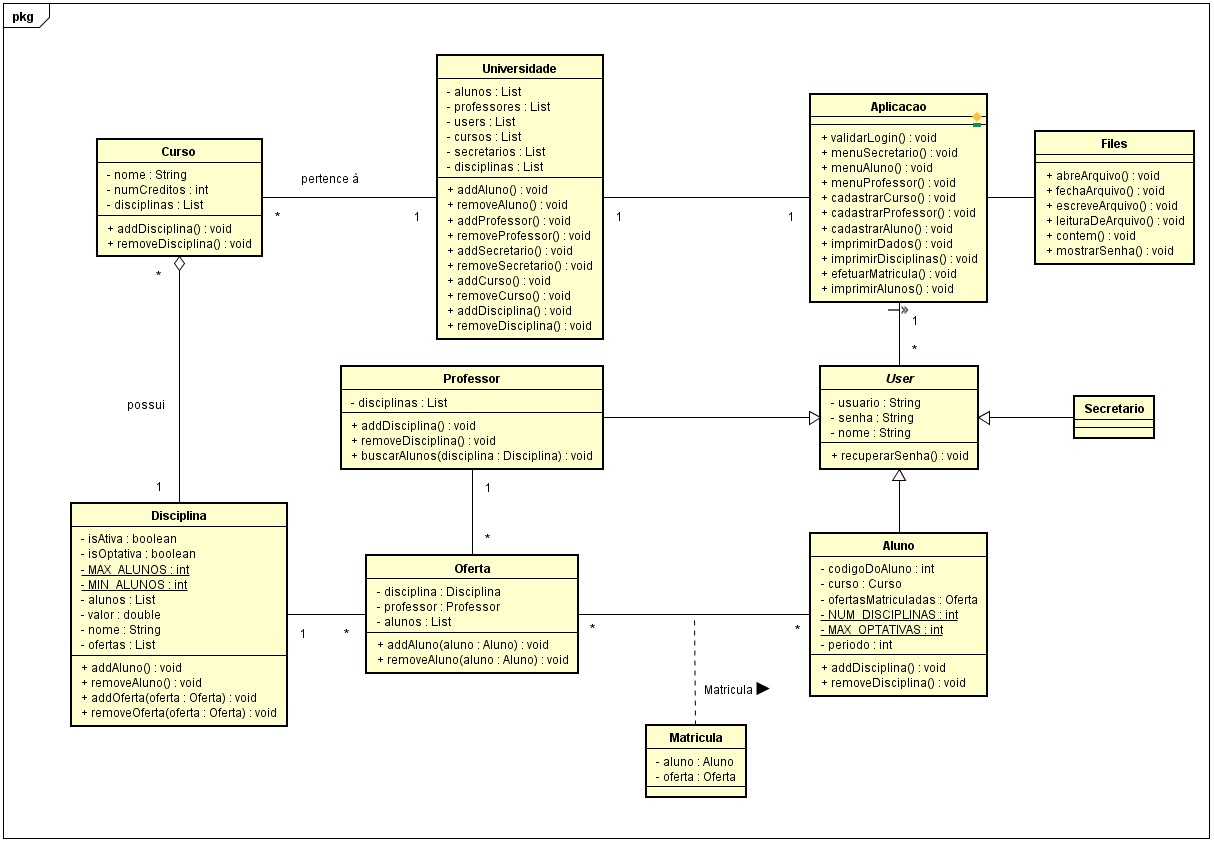 pkg
Universidade
- alunos : List
- professores : List
- users : List
- cursos : List
- secretarios : List
- disciplinas : List
+ addAluno() : void
+ removeAluno() : void
+ addProfessor() : void
+ removeProfessor() : void
+ addSecretario() : void
+ removeSecretario() : void
+ addCurso() : void
+ removeCurso() : void
+ addDisciplina() : void
+ removeDisciplina() : void
Aplicacao
+ validarLogin() : void
+ menuSecretario() : void
+ menuAluno() : void
+ menuProfessor() : void
+ cadastrarCurso() : void
+ cadastrarProfessor() : void
+ cadastrarAluno() : void
+ imprimirDados() : void
+ imprimirDisciplinas() : void
+ efetuarMatricula() : void
+ imprimirAlunos() : void
Files
+ abreArquivo() : void
+ fechaArquivo() : void
+ escreveArquivo() : void
+ leituraDeArquivo() : void
+ contem() : void
+ mostrarSenha() : void
Curso
- nome : String
- numCreditos : int
- disciplinas : List
+ addDisciplina() : void
+ removeDisciplina() : void
pertence à
*
1
1
1
*
possui
1
1
*
Professor
- disciplinas : List
+ addDisciplina() : void
+ removeDisciplina() : void
+ buscarAlunos(disciplina : Disciplina) : void
User
- usuario : String
- senha : String
- nome : String
+ recuperarSenha() : void
Secretario
1
*
Disciplina
- isAtiva : boolean
- isOptativa : boolean
- MAX_ALUNOS : int
- MIN_ALUNOS : int
- alunos : List
- valor : double
- nome : String
- ofertas : List
+ addAluno() : void
+ removeAluno() : void
+ addOferta(oferta : Oferta) : void
+ removeOferta(oferta : Oferta) : void
Oferta
- disciplina : Disciplina
- professor : Professor
- alunos : List
+ addAluno(aluno : Aluno) : void
+ removeAluno(aluno : Aluno) : void
Aluno
- codigoDoAluno : int
- curso : Curso
- ofertasMatriculadas : Oferta
- NUM_DISCIPLINAS : int
- MAX_OPTATIVAS : int
- periodo : int
+ addDisciplina() : void
+ removeDisciplina() : void
1
*
*
*
Matricula
Matricula
- aluno : Aluno
- oferta : Oferta